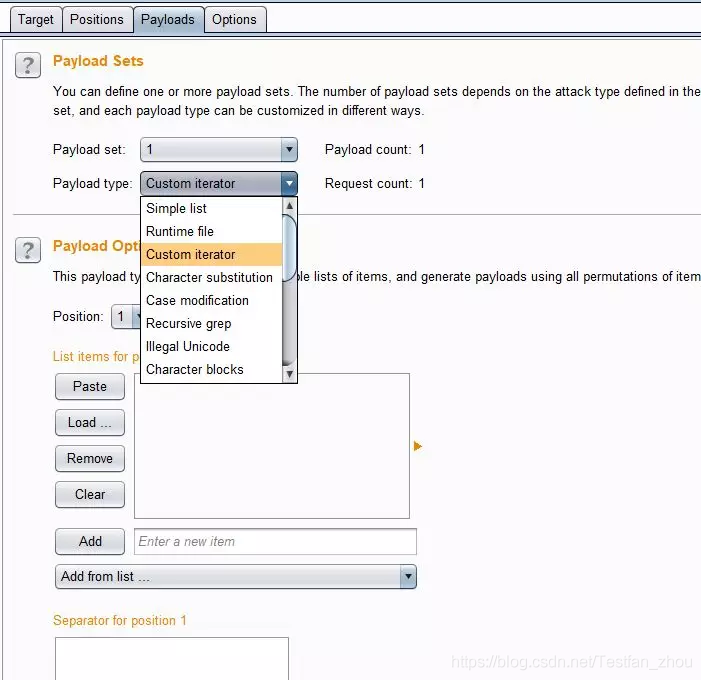 Target Positions Payloads Options
? Payload Sets
You can define one or more payload sets. The number of payload sets depends on the attack type defined in the
set, and each payload type can be customized in different ways.
Payload set: 1 Payload count: 1
Payload type: Custom iterator Request count: 1
Simple list
Runtime file
? Payload Opti
Custom iterator
This payload ty le lists of items, and generate payloads using all permutations of item
Character substitution
Case modification
Position: 1
Recursive grep
Illegal Unicode
List items for p
Character blocks
Paste
Load ...
Remove
Clear
Add Enter a new item
Add from list ...
Separator for position 1
https://blog.csdn.net/Testfan_zhou